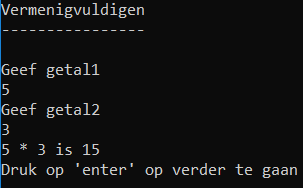 Vermenigvuldigen
----------------
Geef getal1
5
Geef getal2
3
5 * 3 is 15
Druk op 'enter' op verder te gaan